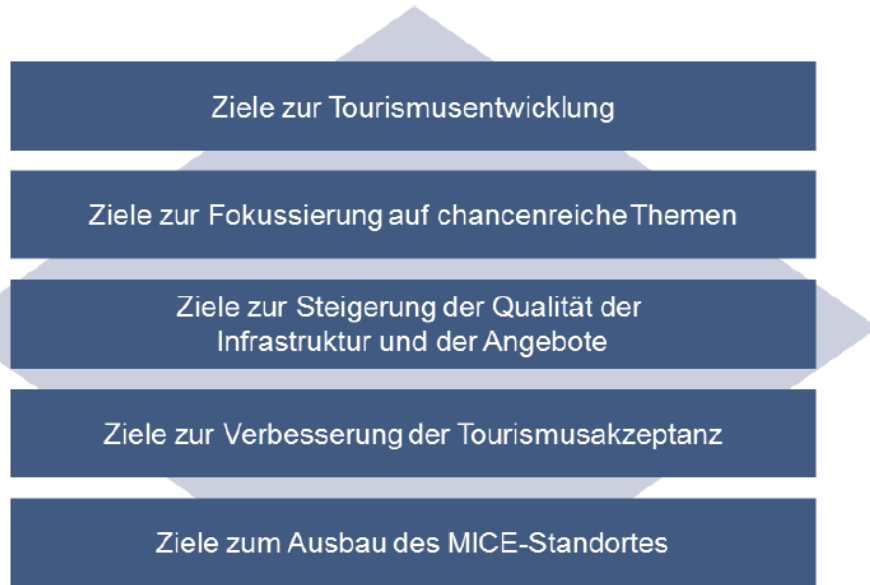 Ziele zur Tourismusentwicklung
Ziele zur Fokussierung auf chancenreiche Themen
Ziele zur Steigerung der Qualität der
Infrastruktur und der Angebote
Ziele zur Verbesserung der Tourismusakzeptanz
Ziele zum Ausbau des MICE-Standortes